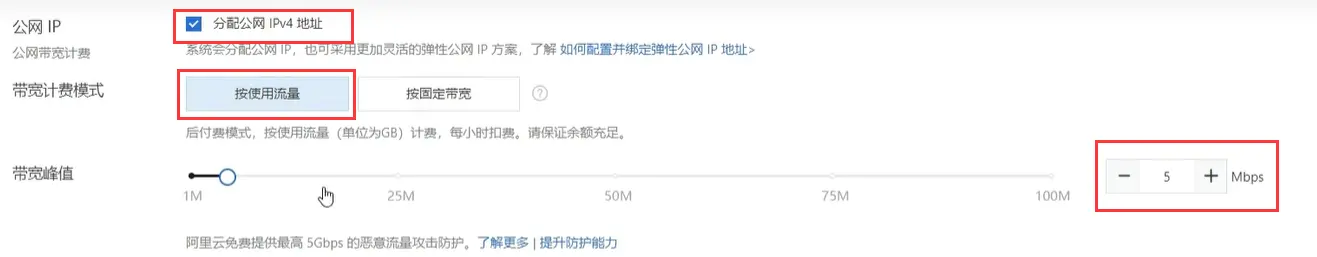 公网 IP
分配公网 IPv4 地址
公网带宽计费
系统会分配公网 IP，也可采用更加灵活的弹性公网 IP 方案，了解 如何配置并绑定弹性公网 IP 地址>
带宽计费模式
按使用流量
按固定带宽
?
后付费模式，按使用流量（单位为GB）计费，每小时扣费。请保证余额充足。
带宽峰值
− 5 + Mbps
1M 25M 50M 75M 100M
阿里云免费提供最高 5Gbps 的恶意流量攻击防护。了解更多 | 提升防护能力